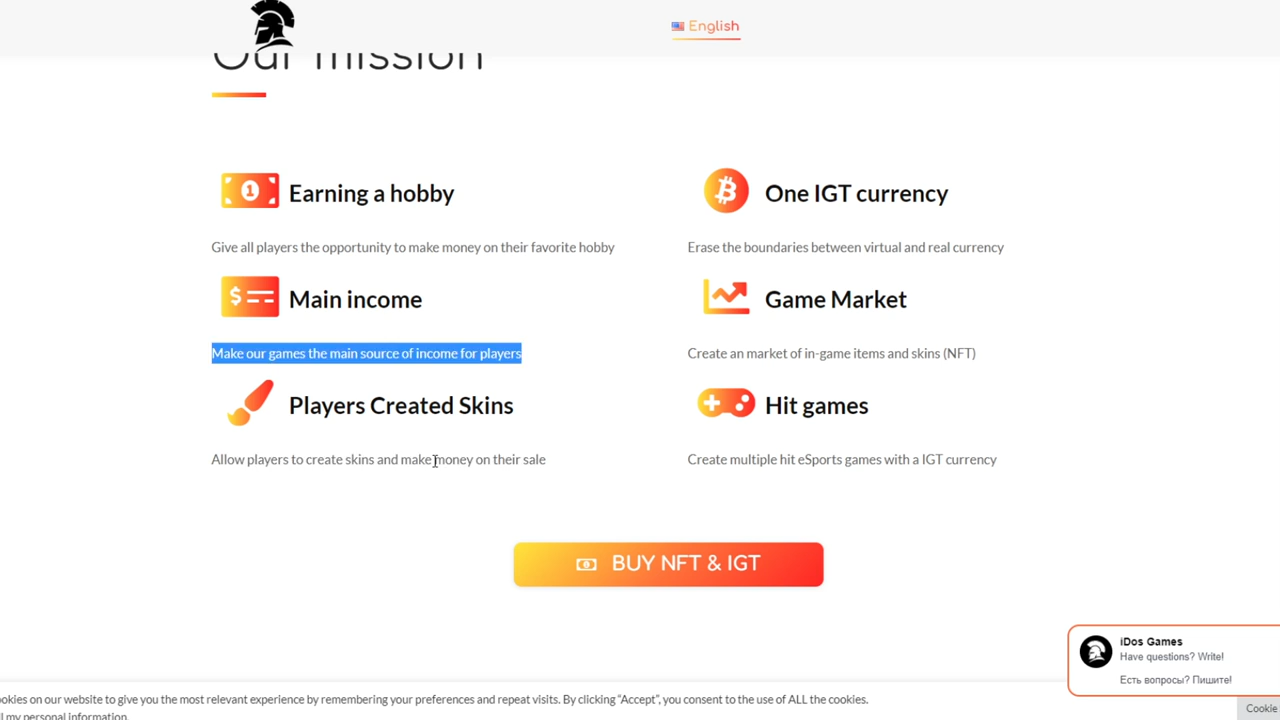 English
Our mission
Earning a hobby
Give all players the opportunity to make money on their favorite hobby
One IGT currency
Erase the boundaries between virtual and real currency
Main income
Make our games the main source of income for players
Game Market
Create an market of in-game items and skins (NFT)
Players Created Skins
Allow players to create skins and make money on their sale
Hit games
Create multiple hit eSports games with a IGT currency
BUY NFT & IGT
iDos Games
Have questions? Write!
Есть вопросы? Пишите!
on our website to give you the most relevant experience by remembering your preferences and repeat visits. By clicking “Accept”, you consent to the use of ALL the cookies.
my personal information.
Cookie